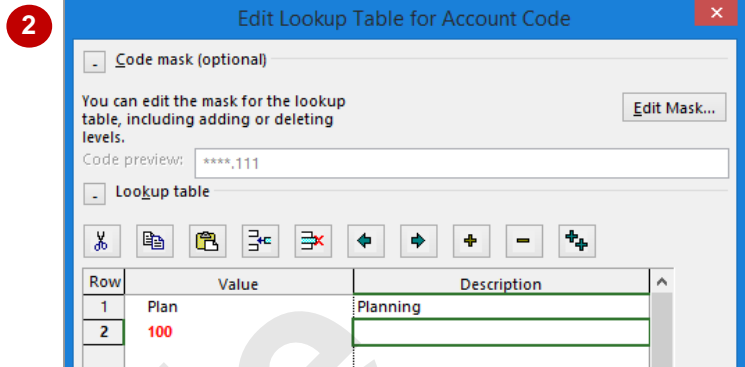 2
Edit Lookup Table for Account Code
- Code mask (optional)
You can edit the mask for the lookup
table, including adding or deleting
levels.
Edit Mask...
Code preview: ****.111
- Lookup table
Row Value Description
1 Plan Planning
2 100